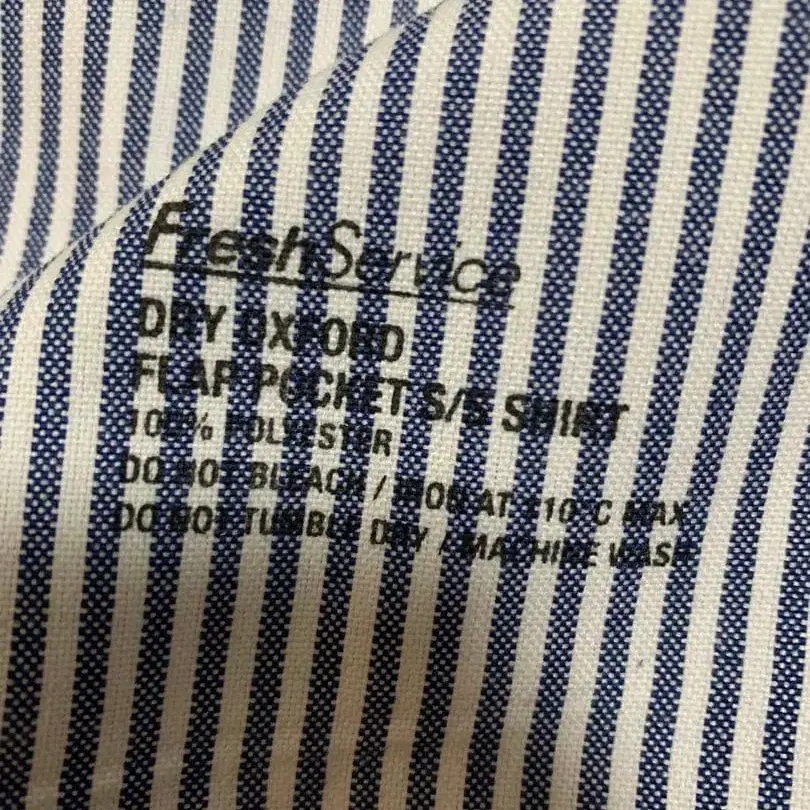 FreshService
DRY OXFORD
FLAP POCKET S/S SHIRT
100% POLYESTER
DO NOT BLEACH / IRON AT 110°C MAX
DO NOT TUMBLE DRY / MACHINE WASH